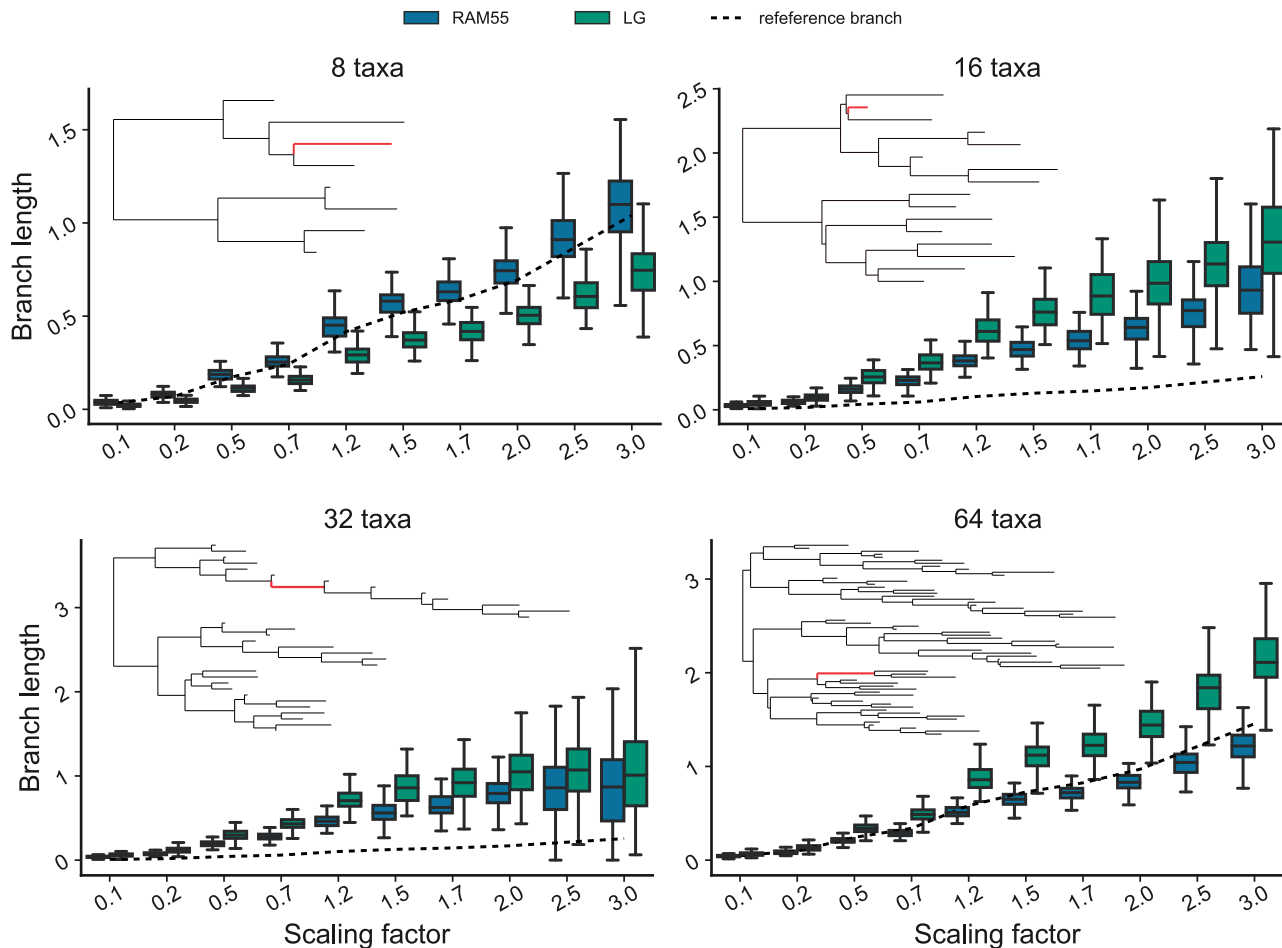 RAM55 LG refeference branch
8 taxa
Branch length
0.0 0.5 1.0 1.5
0.1 0.2 0.5 0.7 1.2 1.5 1.7 2.0 2.5 3.0
16 taxa
0.0 0.5 1.0 1.5 2.0 2.5
0.1 0.2 0.5 0.7 1.2 1.5 1.7 2.0 2.5 3.0
32 taxa
Branch length
0 1 2 3
0.1 0.2 0.5 0.7 1.2 1.5 1.7 2.0 2.5 3.0
Scaling factor
64 taxa
0 1 2 3
0.1 0.2 0.5 0.7 1.2 1.5 1.7 2.0 2.5 3.0
Scaling factor